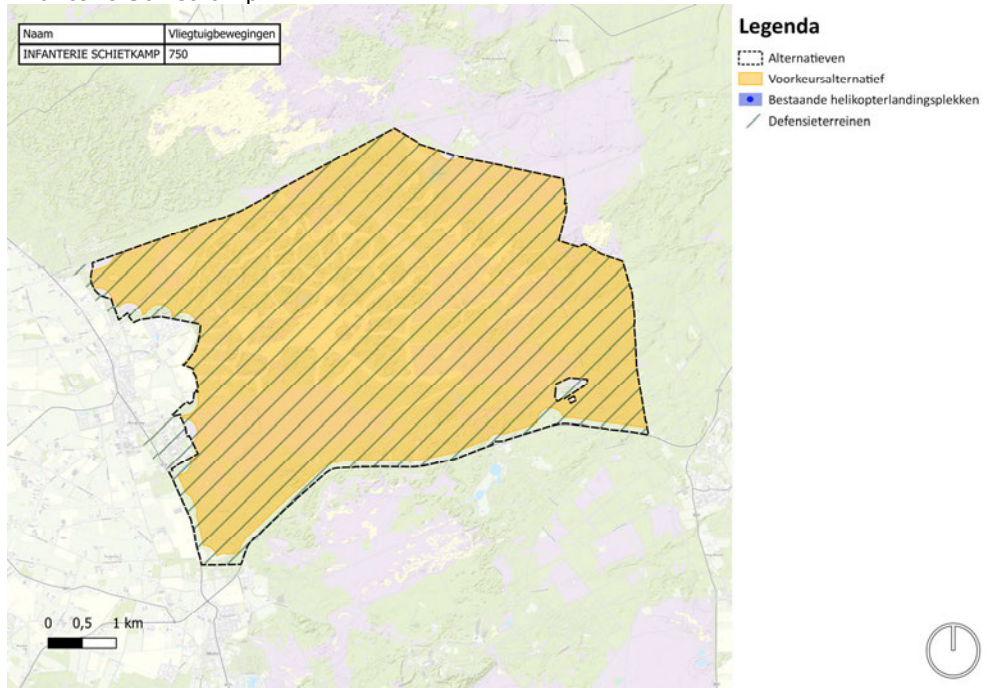 Naam Vliegtuigbewegingen
INFANTERIE SCHIETKAMP 750
Legenda
Alternatieven
Voorkeursalternatief
Bestaande helikopterlandingsplekken
Defensieterreinen
0 0,5 1 km